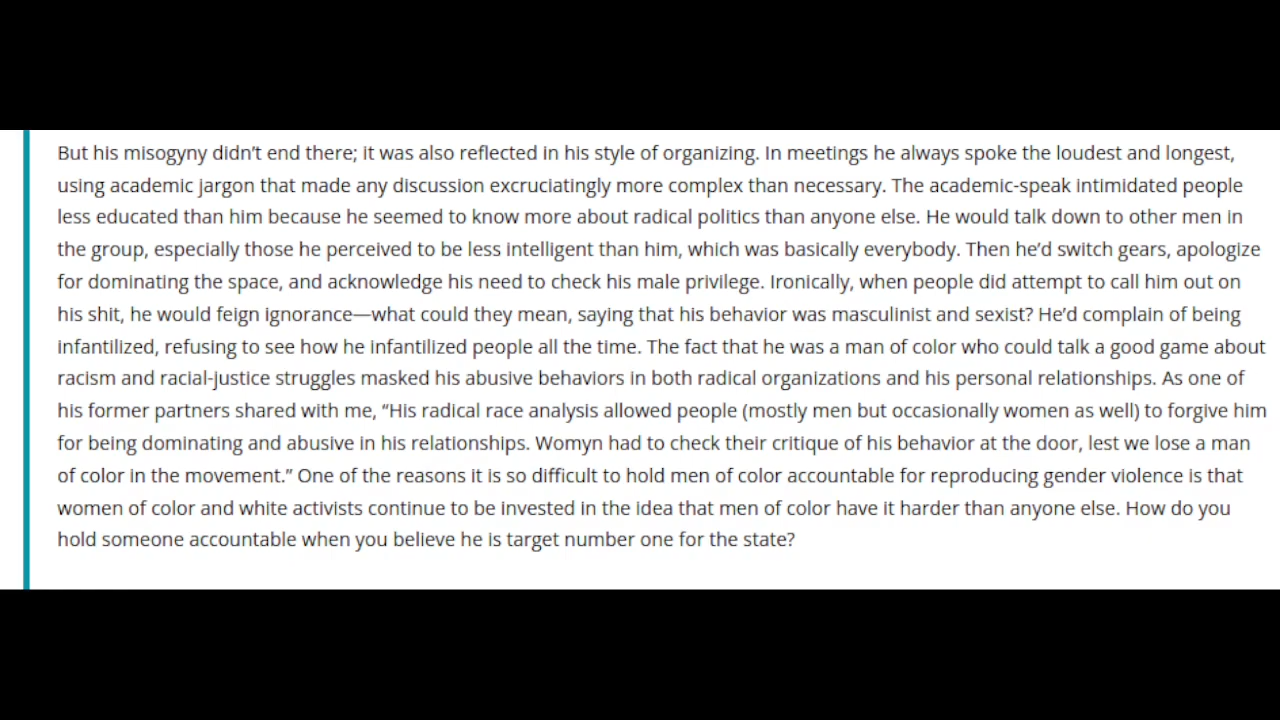 But his misogyny didn’t end there; it was also reflected in his style of organizing. In meetings he always spoke the loudest and longest,
using academic jargon that made any discussion excruciatingly more complex than necessary. The academic-speak intimidated people
less educated than him because he seemed to know more about radical politics than anyone else. He would talk down to other men in
the group, especially those he perceived to be less intelligent than him, which was basically everybody. Then he’d switch gears, apologize
for dominating the space, and acknowledge his need to check his male privilege. Ironically, when people did attempt to call him out on
his shit, he would feign ignorance—what could they mean, saying that his behavior was masculinist and sexist? He’d complain of being
infantilized, refusing to see how he infantilized people all the time. The fact that he was a man of color who could talk a good game about
racism and racial-justice struggles masked his abusive behaviors in both radical organizations and his personal relationships. As one of
his former partners shared with me, “His radical race analysis allowed people (mostly men but occasionally women as well) to forgive him
for being dominating and abusive in his relationships. Womyn had to check their critique of his behavior at the door, lest we lose a man
of color in the movement.” One of the reasons it is so difficult to hold men of color accountable for reproducing gender violence is that
women of color and white activists continue to be invested in the idea that men of color have it harder than anyone else. How do you
hold someone accountable when you believe he is target number one for the state?